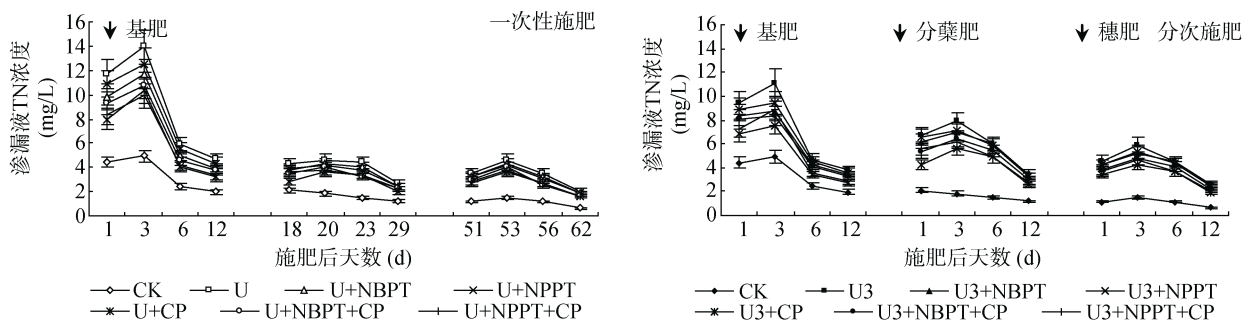 基肥 一次性施肥
渗漏液TN浓度
(mg/L)
16
14
12
10
8
6
4
2
0
1 3 6 12 18 20 23 29 51 53 56 62
施肥后天数 (d)
CK U U+NBPT U+NPPT
U+CP U+NBPT+CP U+NPPT+CP
基肥 分蘖肥 穗肥 分次施肥
渗漏液TN浓度
(mg/L)
16
14
12
10
8
6
4
2
0
1 3 6 12 1 3 6 12 1 3 6 12
施肥后天数 (d)
CK U3 U3+NBPT U3+NPPT
U3+CP U3+NBPT+CP U3+NPPT+CP